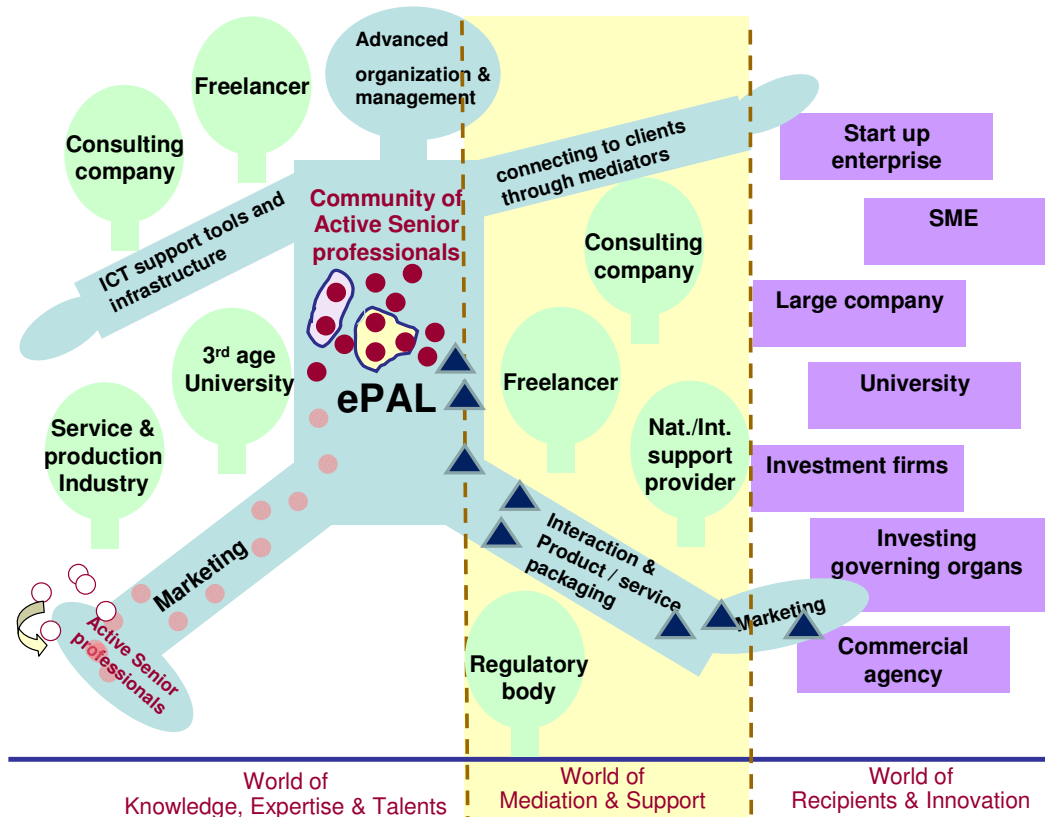 Advanced
organization &
management
Freelancer
Consulting
company
connecting to clients
through mediators
Start up
enterprise
SME
Community of
Active Senior
professionals
ICT support tools and
infrastructure
Consulting
company
Large company
3rd age
University
ePAL
Freelancer
University
Service &
production
Industry
Nat./Int.
support
provider
Investment firms
Marketing
Interaction &
Product / service
packaging
Investing
governing organs
Marketing
Active Senior
professionals
Regulatory
body
Commercial
agency
World of
Knowledge, Expertise & Talents
World of
Mediation & Support
World of
Recipients & Innovation